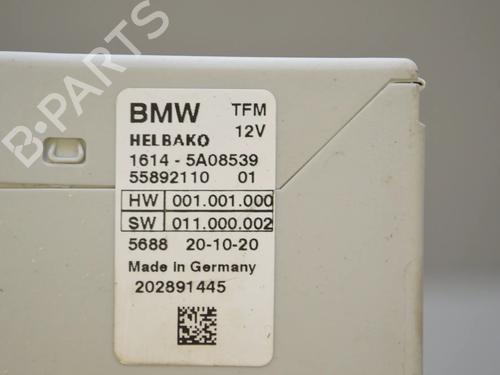 B-PARTS
BMW TFM
12V
HELBAKO
1614 - 5A08539
55892110 01
HW 001.001.000
SW 011.000.002
5688 20-10-20
Made in Germany
202891445